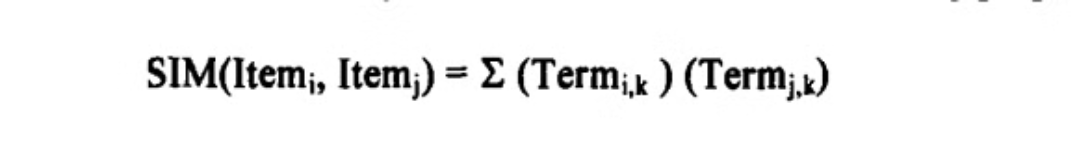 SIM(Itemᵢ, Itemⱼ) = Σ (Termᵢ,ₖ ) (Termⱼ,ₖ)